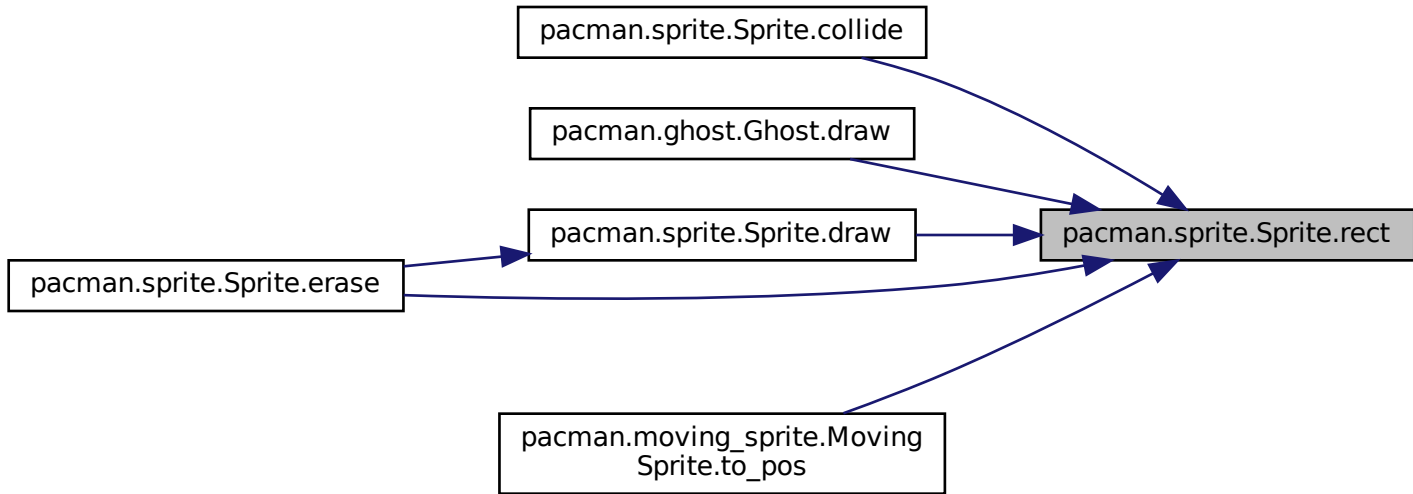 pacman.sprite.Sprite.collide
pacman.ghost.Ghost.draw
pacman.sprite.Sprite.draw
pacman.sprite.Sprite.rect
pacman.sprite.Sprite.erase
pacman.moving_sprite.Moving
Sprite.to_pos